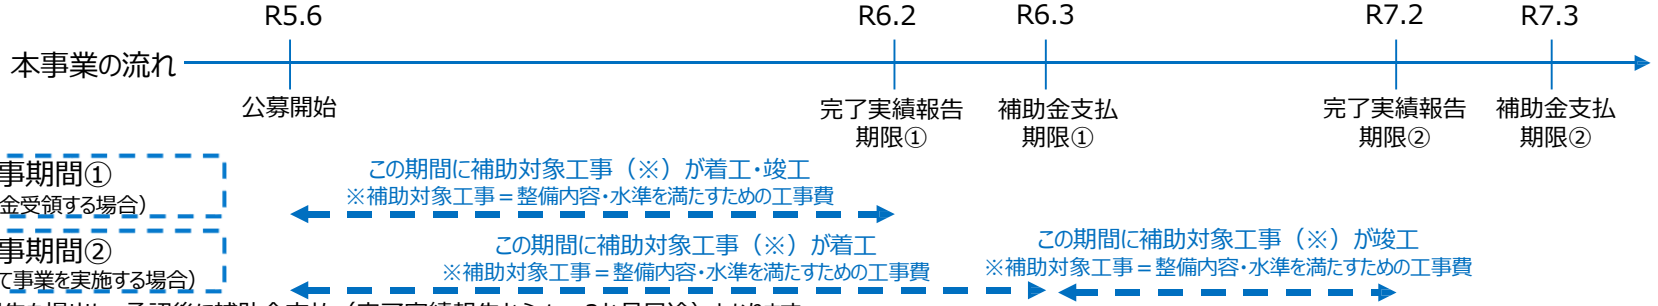 R5.6 R6.2 R6.3 R7.2 R7.3
本事業の流れ
公募開始 完了実績報告 補助金支払 完了実績報告 補助金支払
期限① 期限① 期限② 期限②
事期間①
金受領する場合）
この期間に補助対象工事（※）が着工・竣工
※補助対象工事＝整備内容・水準を満たすための工事費
事期間②
て事業を実施する場合）
この期間に補助対象工事（※）が着工
※補助対象工事＝整備内容・水準を満たすための工事費
この期間に補助対象工事（※）が竣工
※補助対象工事＝整備内容・水準を満たすための工事費